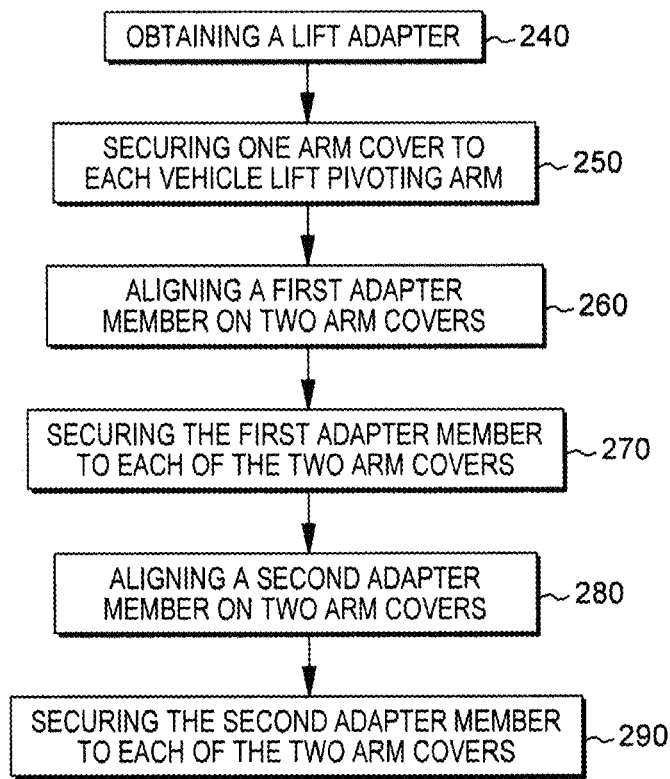 OBTAINING A LIFT ADAPTER
240
SECURING ONE ARM COVER TO
EACH VEHICLE LIFT PIVOTING ARM
250
ALIGNING A FIRST ADAPTER
MEMBER ON TWO ARM COVERS
260
SECURING THE FIRST ADAPTER MEMBER
TO EACH OF THE TWO ARM COVERS
270
ALIGNING A SECOND ADAPTER
MEMBER ON TWO ARM COVERS
280
SECURING THE SECOND ADAPTER MEMBER
TO EACH OF THE TWO ARM COVERS
290